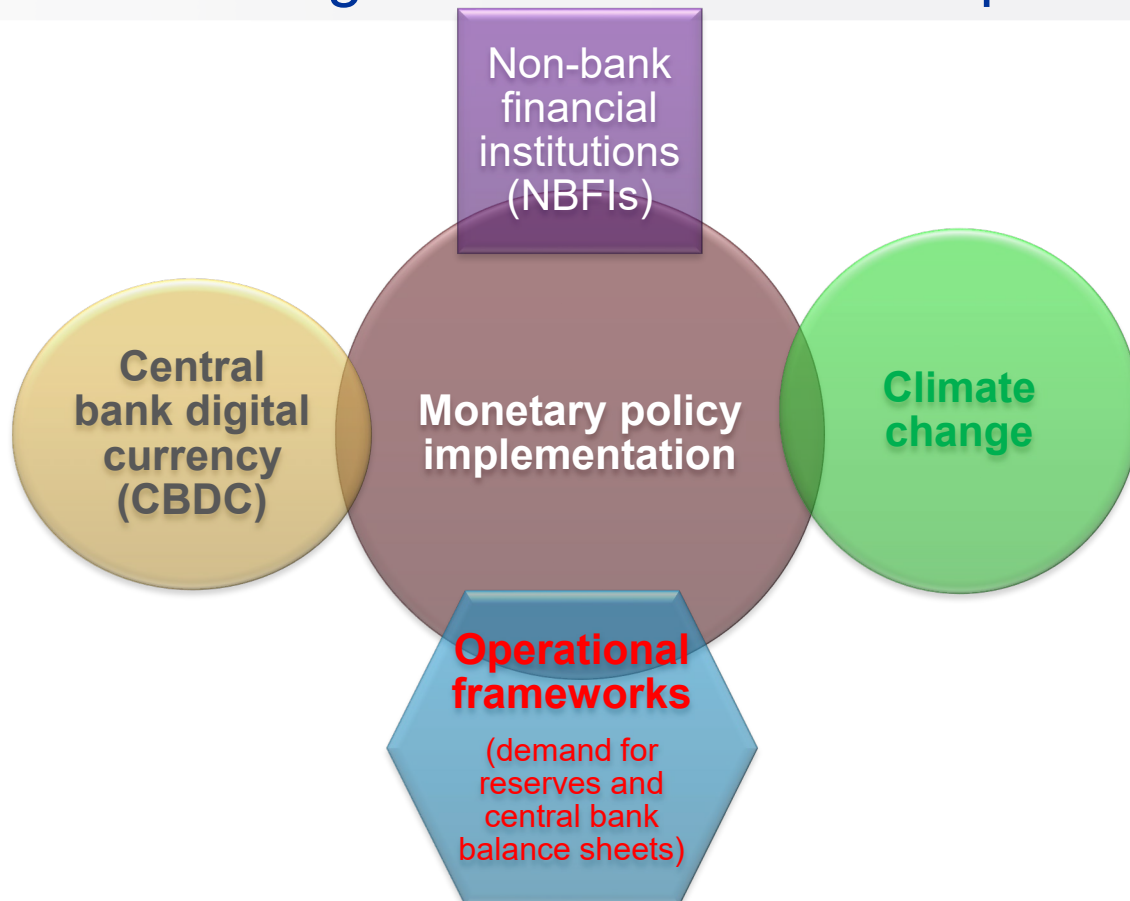 Non-bank
financial
institutions
(NBFIs)
Central
bank digital
currency
(CBDC)
Monetary policy
implementation
Climate
change
Operational
frameworks
(demand for
reserves and
central bank
balance sheets)